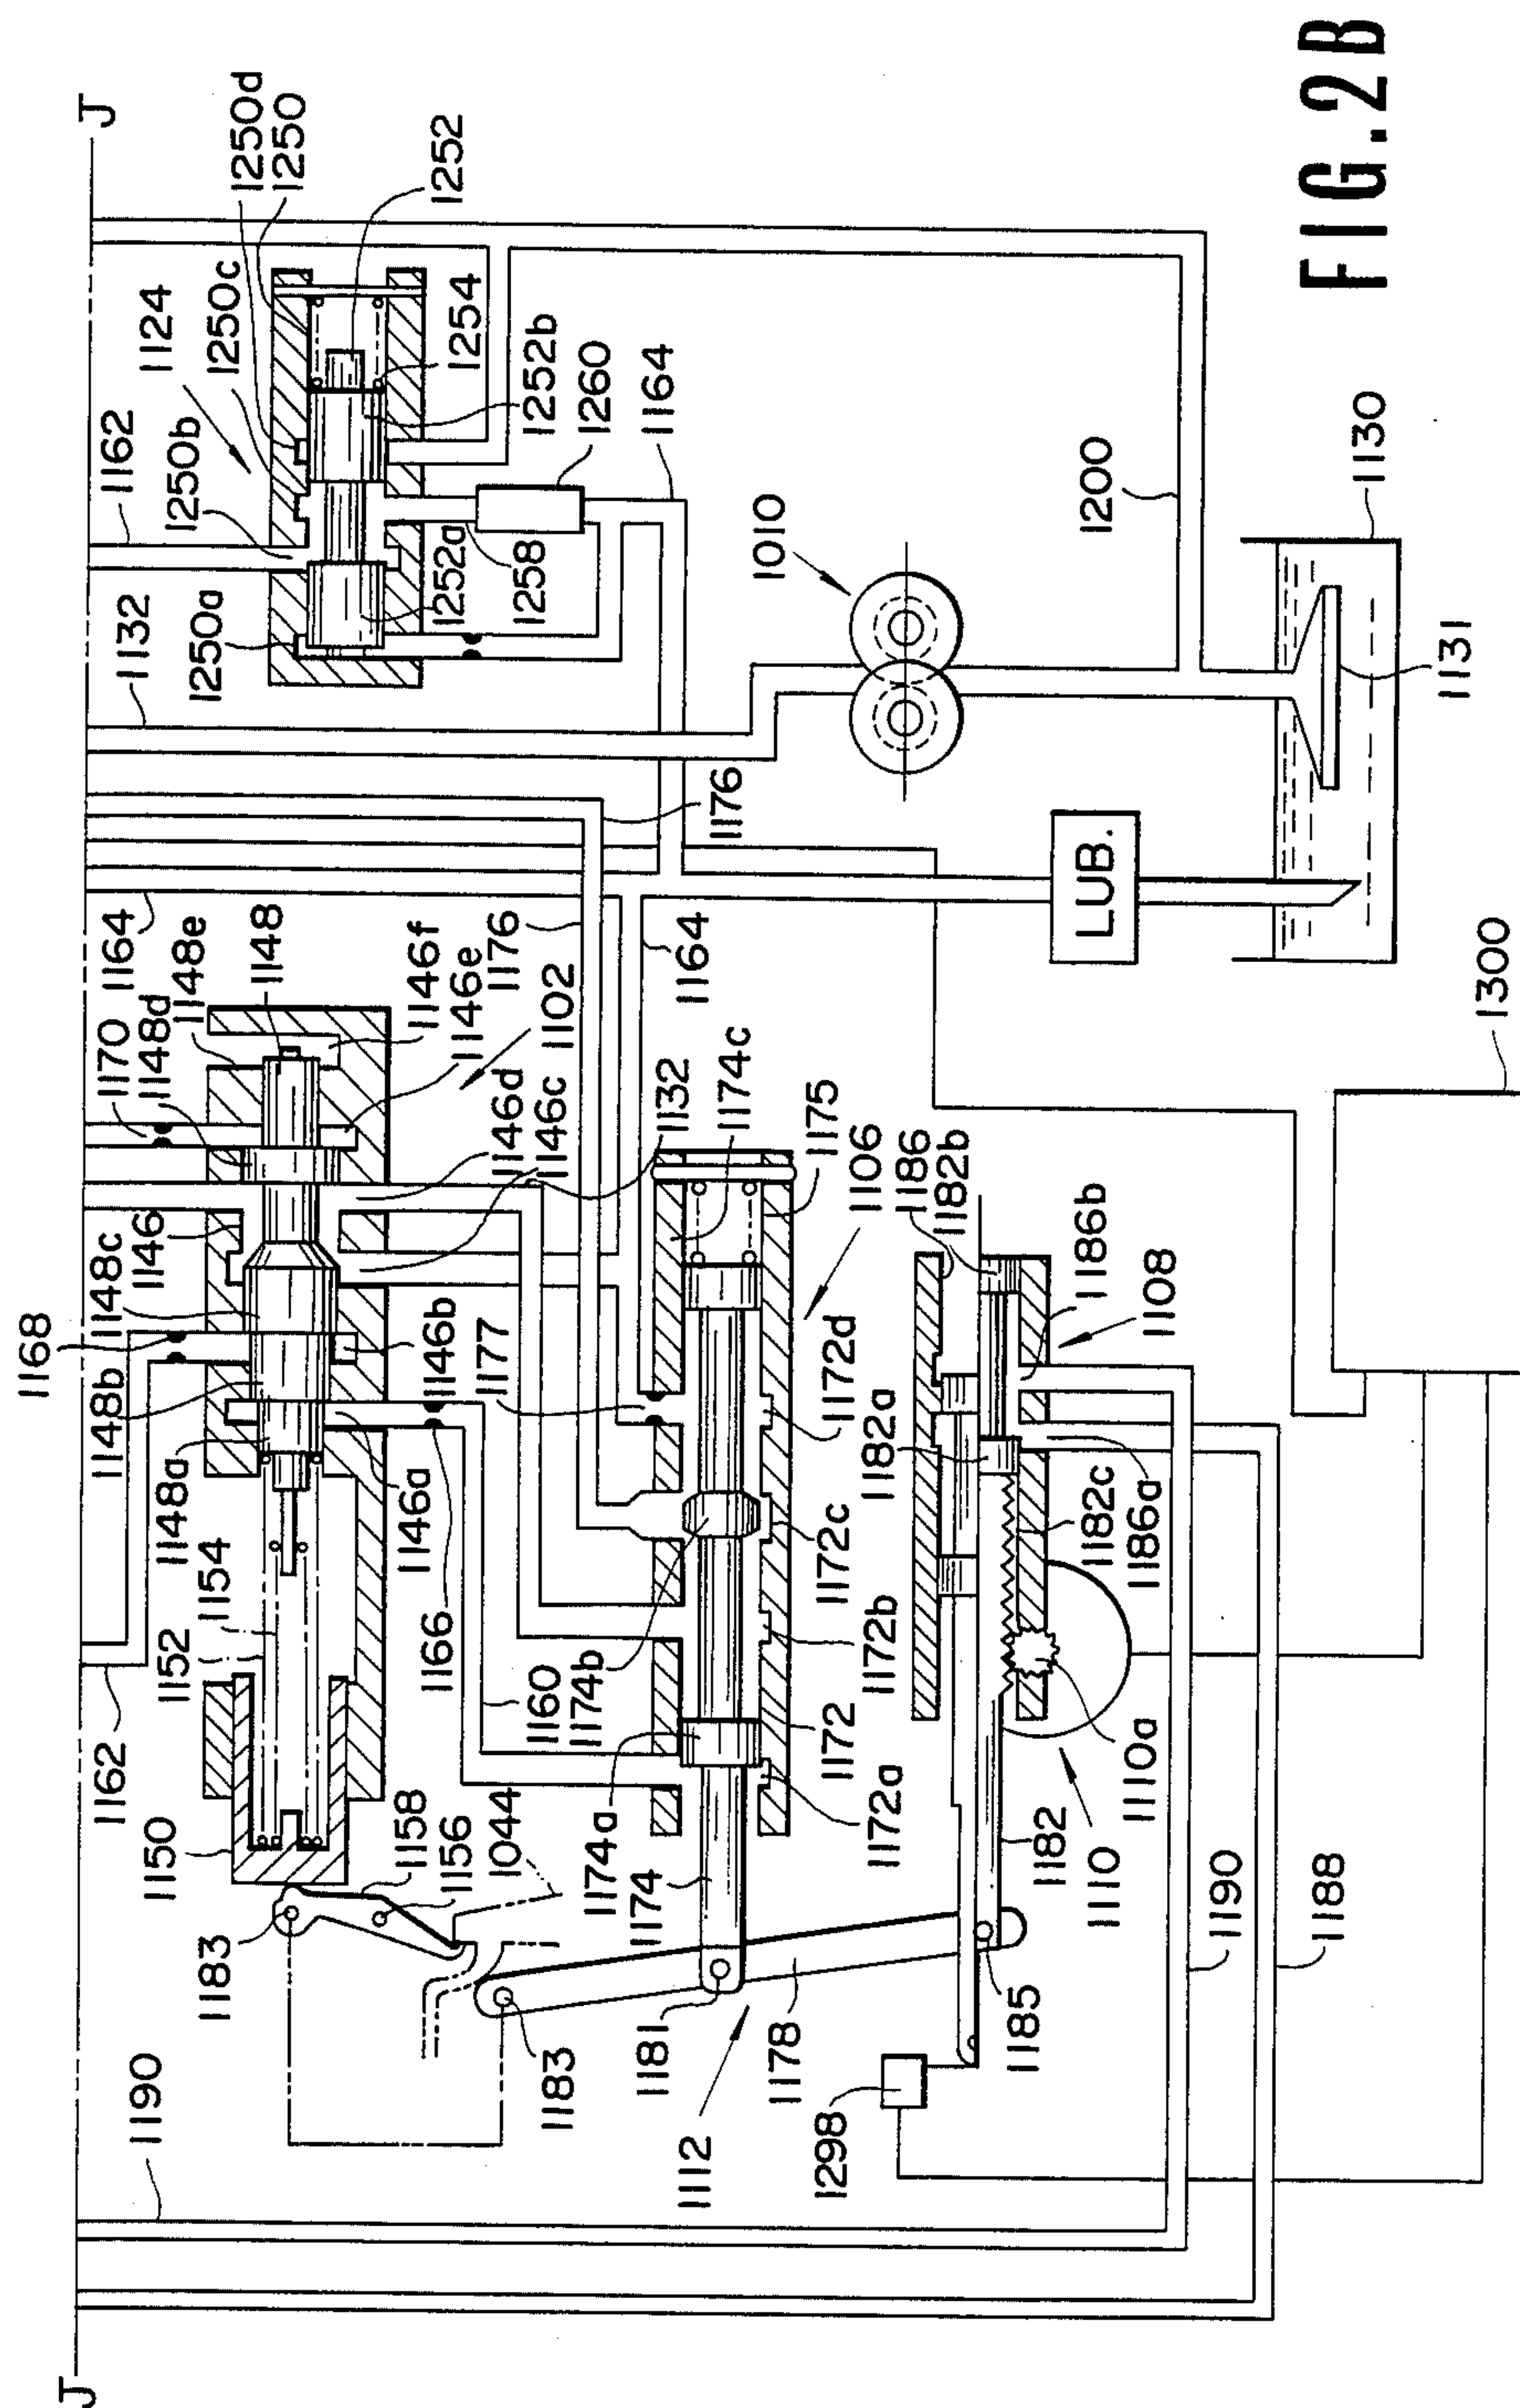 J
J
1190
1162
1168
1170
1164
1132
1162
1124
1250d
1250
1250c
1250b
1250a
1252
1252b
1254
1252a
1258
1260
1164
1148d
1148e
1148
1146f
1146e
1176
1102
1146d
1146c
1132
1146
1148c
1148b
1148a
1146b
1177
1146a
1166
1154
1152
1150
1158
1156
1044
1183
1183
1160
1174b
1174a
1174
1181
1112
1178
1185
1298
1172
1172a
1172b
1172c
1172d
1174c
1175
1106
1164
1176
1186
1182b
1186b
1108
1182a
1182c
1186a
1110a
1110
1182
1190
1188
1010
1200
1130
1131
LUB.
1300
FIG.2B